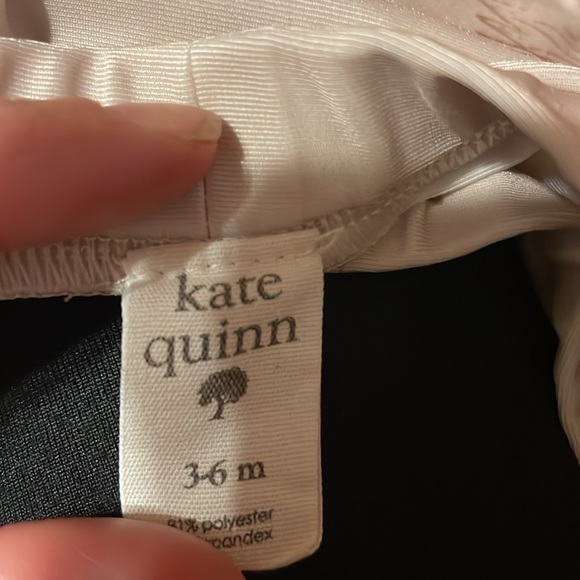 kate
quinn
3-6 m
polyester